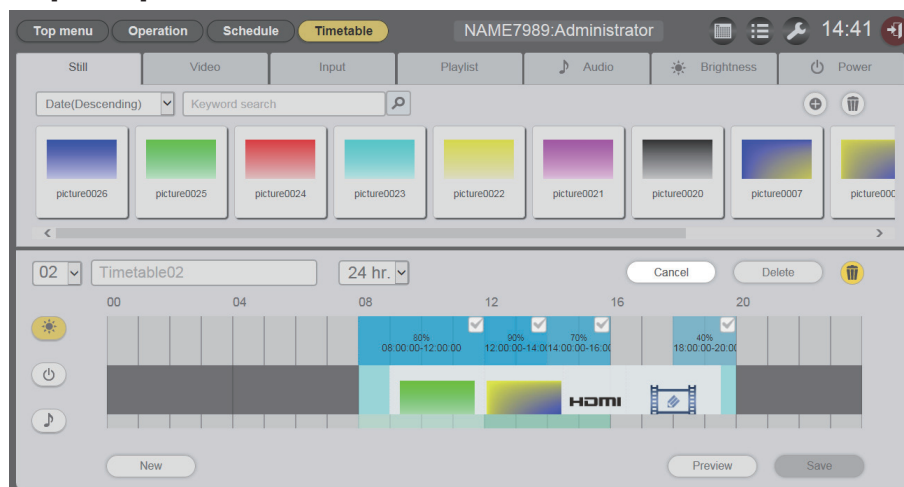 Top menu Operation Schedule Timetable NAME7989:Administrator 14:41
Still Video Input Playlist Audio Brightness Power
Date(Descending) Keyword search
picture0026 picture0025 picture0024 picture0023 picture0022 picture0021 picture0020 picture0007 picture000
02 Timetable02 24 hr. Cancel Delete
00 04 08 12 16 20
80% 90% 70% 40%
08:00:00-12:00:00 12:00:00-14:0 14:00:00-16:0 18:00:00-20:0
HDMI
New Preview Save